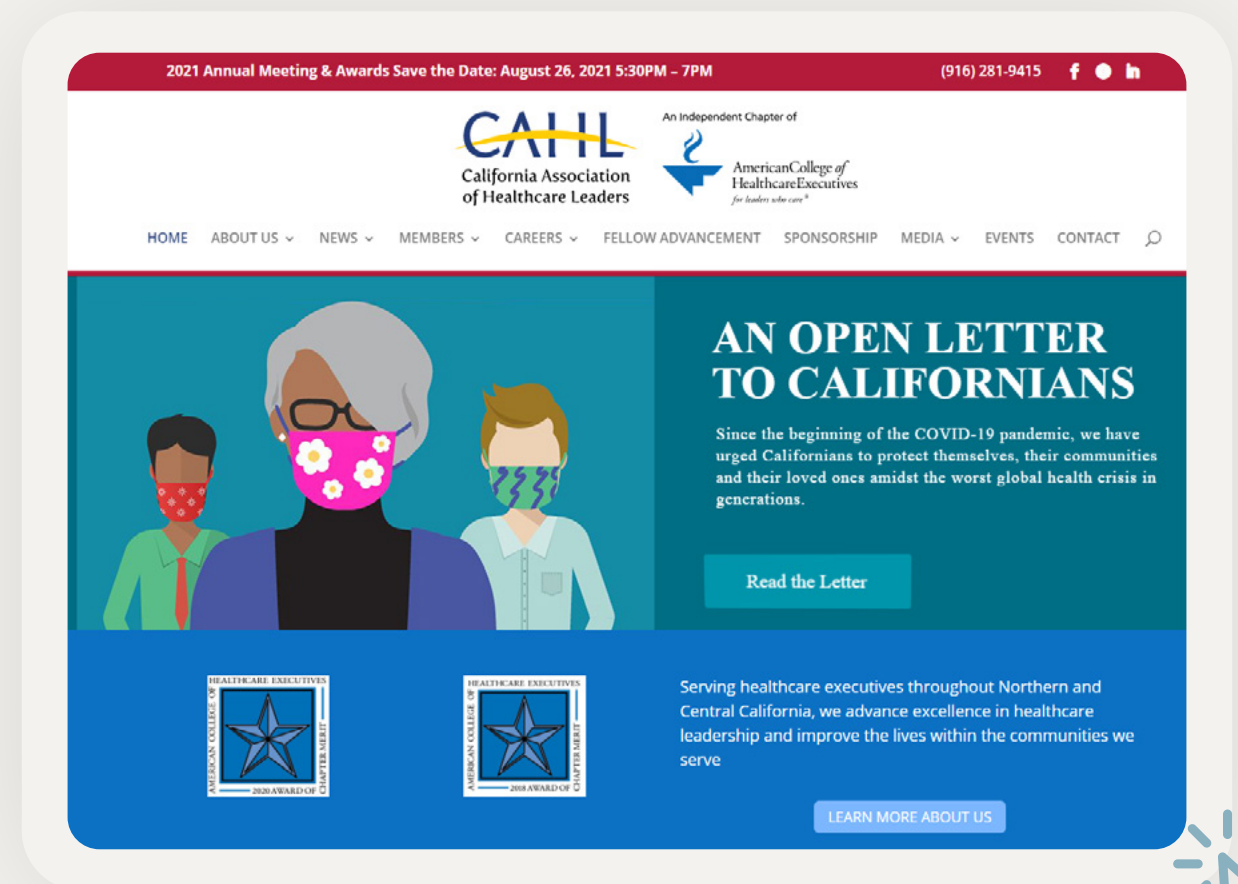 2021 Annual Meeting & Awards Save the Date: August 26, 2021 5:30PM – 7PM
(916) 281-9415
CAHL
California Association
of Healthcare Leaders
An Independent Chapter of
AmericanCollege of
HealthcareExecutives
for leaders who care®
HOME ABOUT US NEWS MEMBERS CAREERS FELLOW ADVANCEMENT SPONSORSHIP MEDIA EVENTS CONTACT
AN OPEN LETTER
TO CALIFORNIANS
Since the beginning of the COVID-19 pandemic, we have
urged Californians to protect themselves, their communities
and their loved ones amidst the worst global health crisis in
generations.
Read the Letter
AMERICAN COLLEGE OF
HEALTHCARE EXECUTIVES
2020 AWARD OF
CHAPTER MERIT
AMERICAN COLLEGE OF
HEALTHCARE EXECUTIVES
2018 AWARD OF
CHAPTER MERIT
Serving healthcare executives throughout Northern and
Central California, we advance excellence in healthcare
leadership and improve the lives within the communities we
serve
LEARN MORE ABOUT US